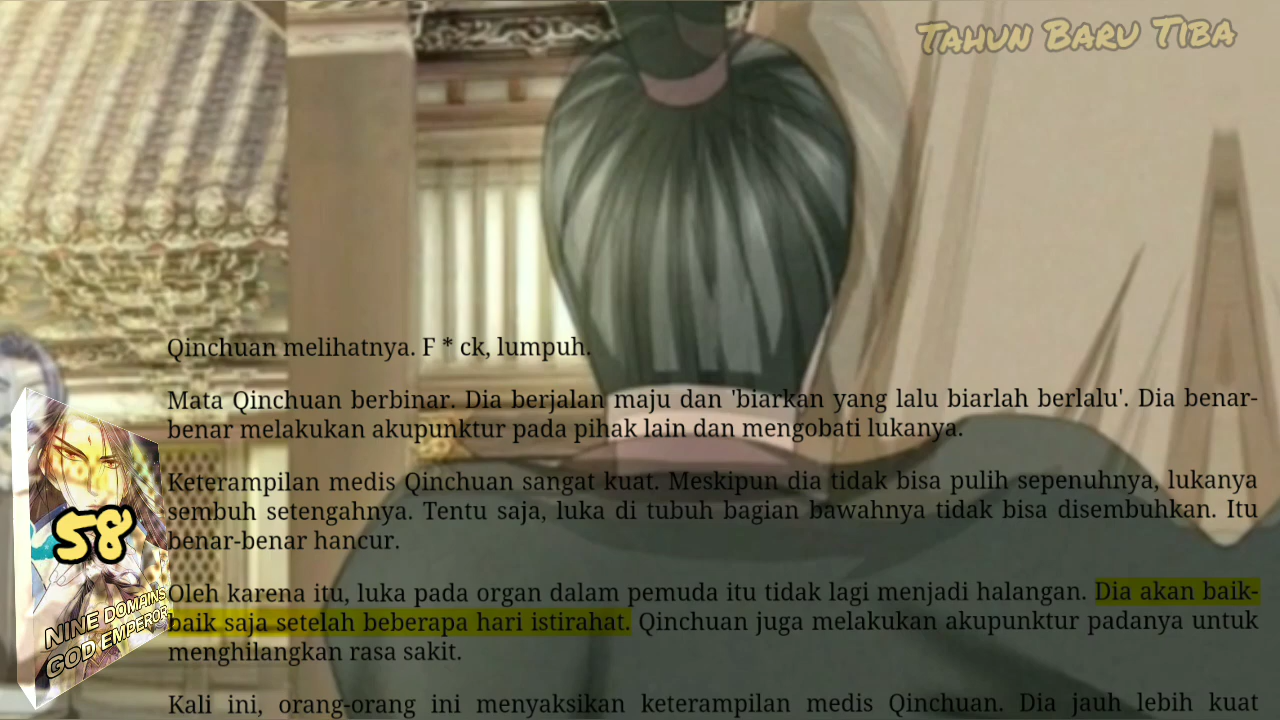 Tahun Baru Tiba
Qinchuan melihatnya. F * ck, lumpuh.
Mata Qinchuan berbinar. Dia berjalan maju dan 'biarkan yang lalu biarlah berlalu'. Dia benar-
benar melakukan akupunktur pada pihak lain dan mengobati lukanya.
Keterampilan medis Qinchuan sangat kuat. Meskipun dia tidak bisa pulih sepenuhnya, lukanya
sembuh setengahnya. Tentu saja, luka di tubuh bagian bawahnya tidak bisa disembuhkan. Itu
benar-benar hancur.
Oleh karena itu, luka pada organ dalam pemuda itu tidak lagi menjadi halangan. Dia akan baik-
baik saja setelah beberapa hari istirahat. Qinchuan juga melakukan akupunktur padanya untuk
menghilangkan rasa sakit.
Kali ini, orang-orang ini menyaksikan keterampilan medis Qinchuan. Dia jauh lebih kuat
58
NINE DOMAINS
GOD EMPEROR